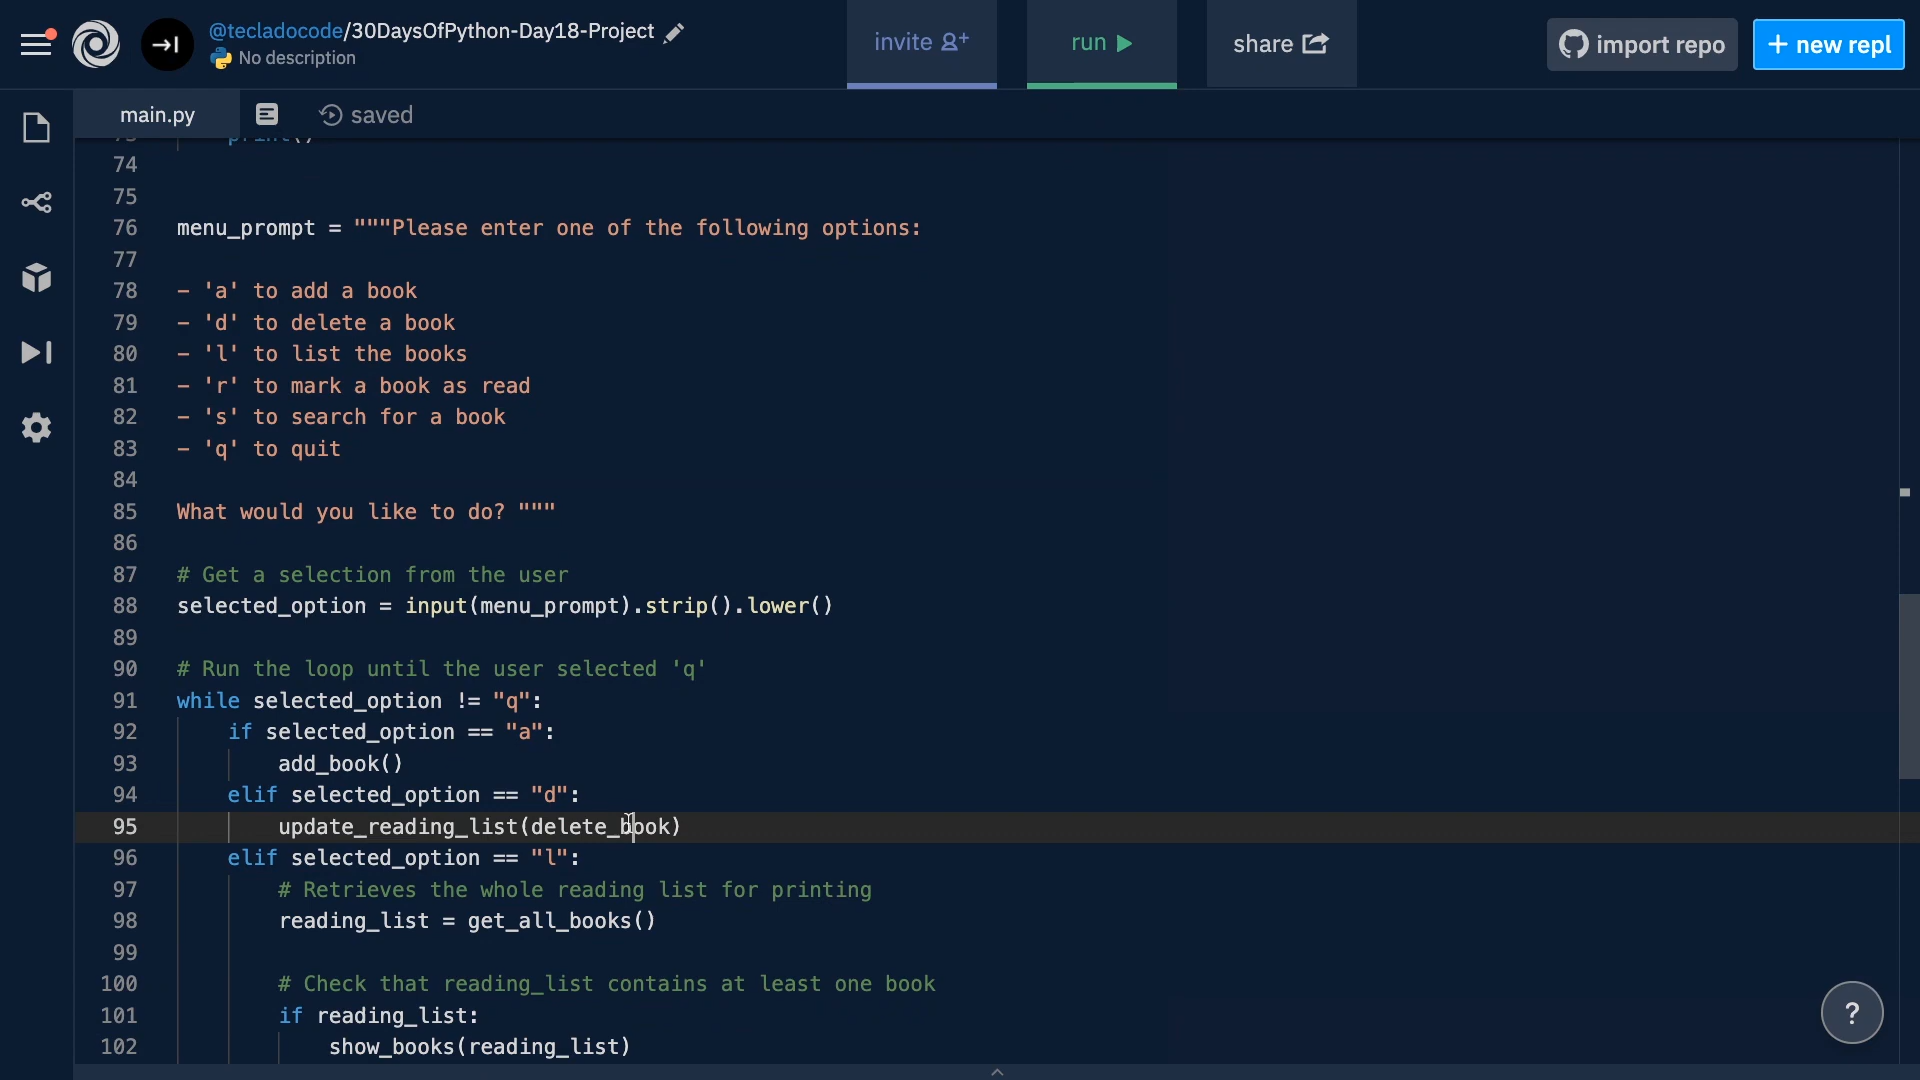 @tecladocode/30DaysOfPython-Day18-Project
No description
invite
run
share
import repo
+ new repl
main.py
saved
73 print()
74
75
76 menu_prompt = """Please enter one of the following options:
77
78 - 'a' to add a book
79 - 'd' to delete a book
80 - 'l' to list the books
81 - 'r' to mark a book as read
82 - 's' to search for a book
83 - 'q' to quit
84
85 What would you like to do? """
86
87 # Get a selection from the user
88 selected_option = input(menu_prompt).strip().lower()
89
90 # Run the loop until the user selected 'q'
91 while selected_option != "q":
92 if selected_option == "a":
93 add_book()
94 elif selected_option == "d":
95 update_reading_list(delete_book)
96 elif selected_option == "l":
97 # Retrieves the whole reading list for printing
98 reading_list = get_all_books()
99
100 # Check that reading_list contains at least one book
101 if reading_list:
102 show_books(reading_list)
?